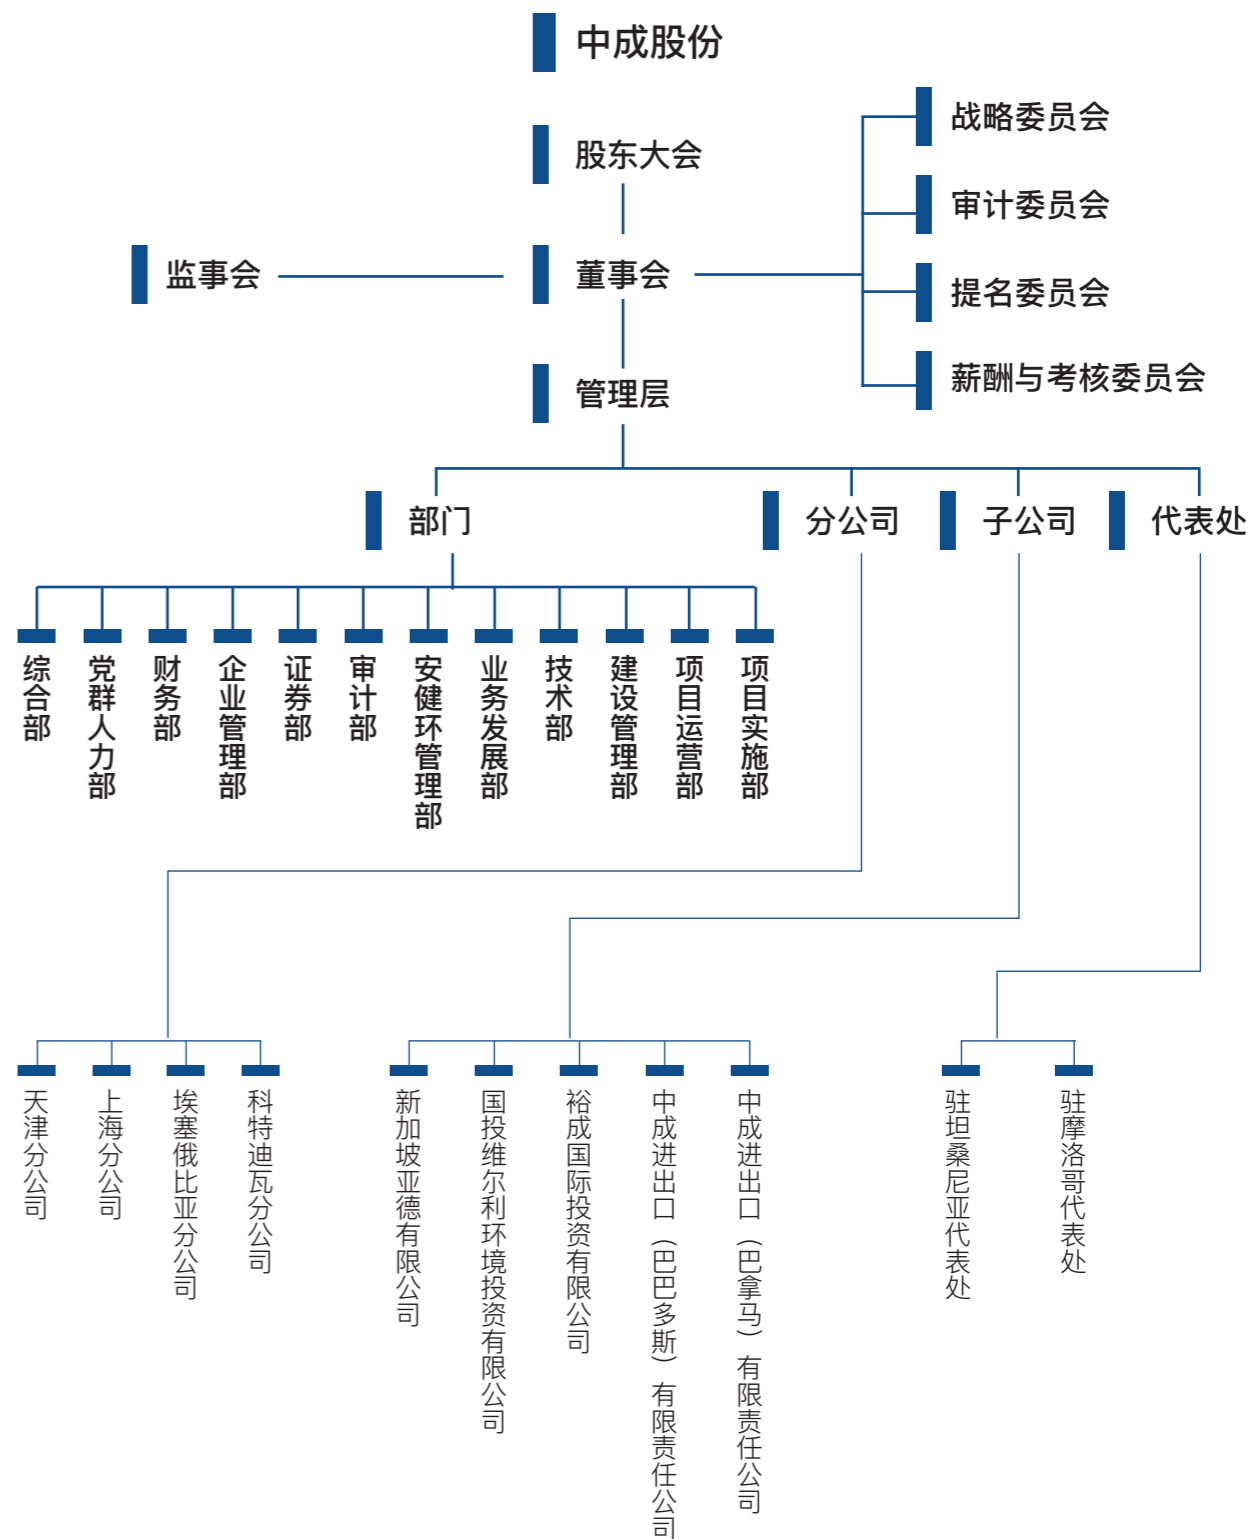 中成股份
股东大会
监事会
董事会
管理层
战略委员会
审计委员会
提名委员会
薪酬与考核委员会
部门
分公司
子公司
代表处
综合部
党群人力部
财务部
企业管理部
证券部
审计部
安健环管理部
业务发展部
技术部
建设管理部
项目运营部
项目实施部
天津分公司
上海分公司
埃塞俄比亚分公司
科特迪瓦分公司
新加坡亚德有限公司
国投维尔利环境投资有限公司
裕成国际投资有限公司
中成进出口（巴巴多斯）有限责任公司
中成进出口（巴拿马）有限责任公司
驻坦桑尼亚代表处
驻摩洛哥代表处